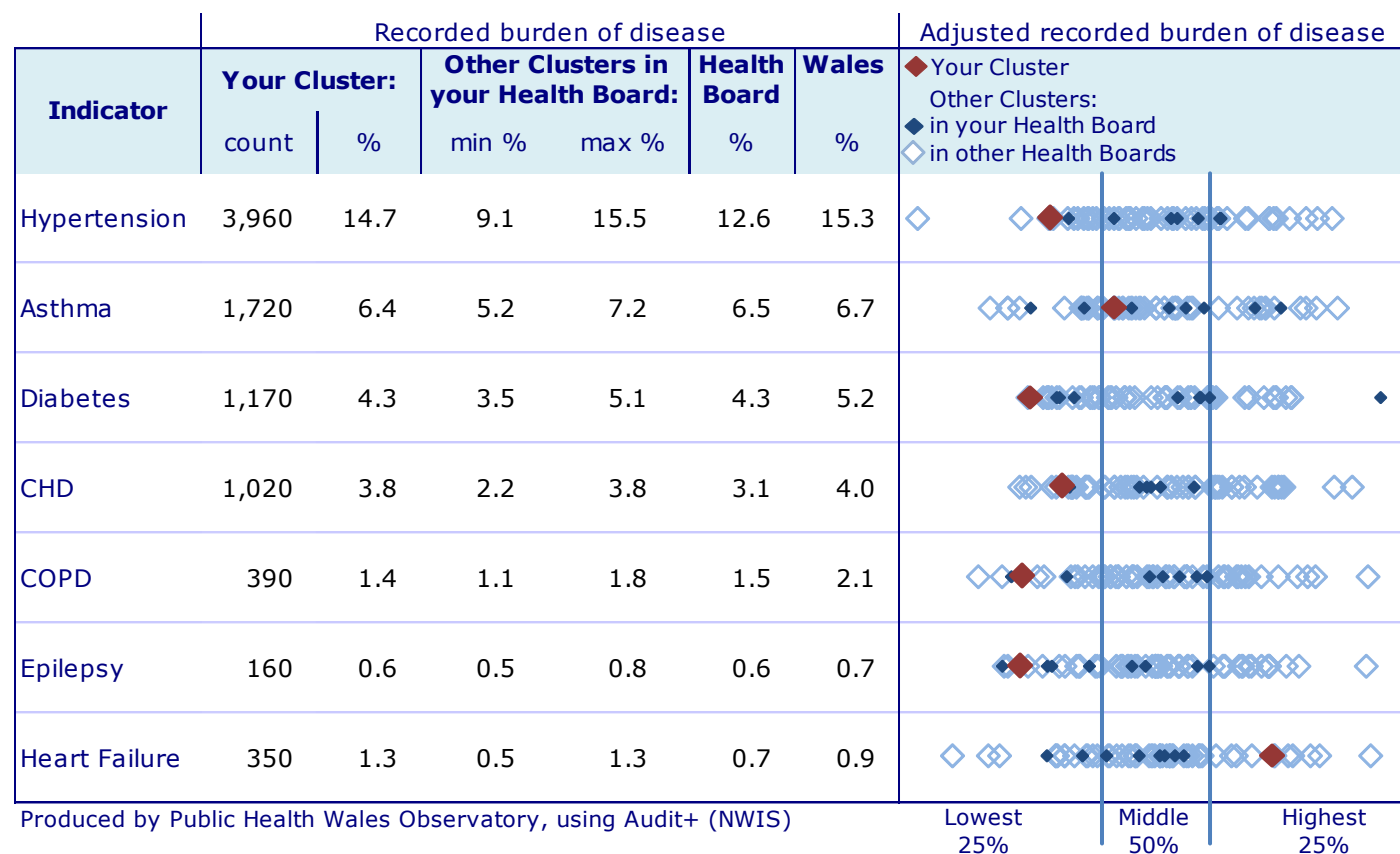 Recorded burden of disease
Adjusted recorded burden of disease
Indicator
Your Cluster:
Other Clusters in
your Health Board:
Health
Board
Wales
count
%
min %
max %
%
%
Your Cluster
Other Clusters:
in your Health Board
in other Health Boards
Hypertension 3,960 14.7 9.1 15.5 12.6 15.3
Asthma 1,720 6.4 5.2 7.2 6.5 6.7
Diabetes 1,170 4.3 3.5 5.1 4.3 5.2
CHD 1,020 3.8 2.2 3.8 3.1 4.0
COPD 390 1.4 1.1 1.8 1.5 2.1
Epilepsy 160 0.6 0.5 0.8 0.6 0.7
Heart Failure 350 1.3 0.5 1.3 0.7 0.9
Produced by Public Health Wales Observatory, using Audit+ (NWIS)
Lowest
25%
Middle
50%
Highest
25%